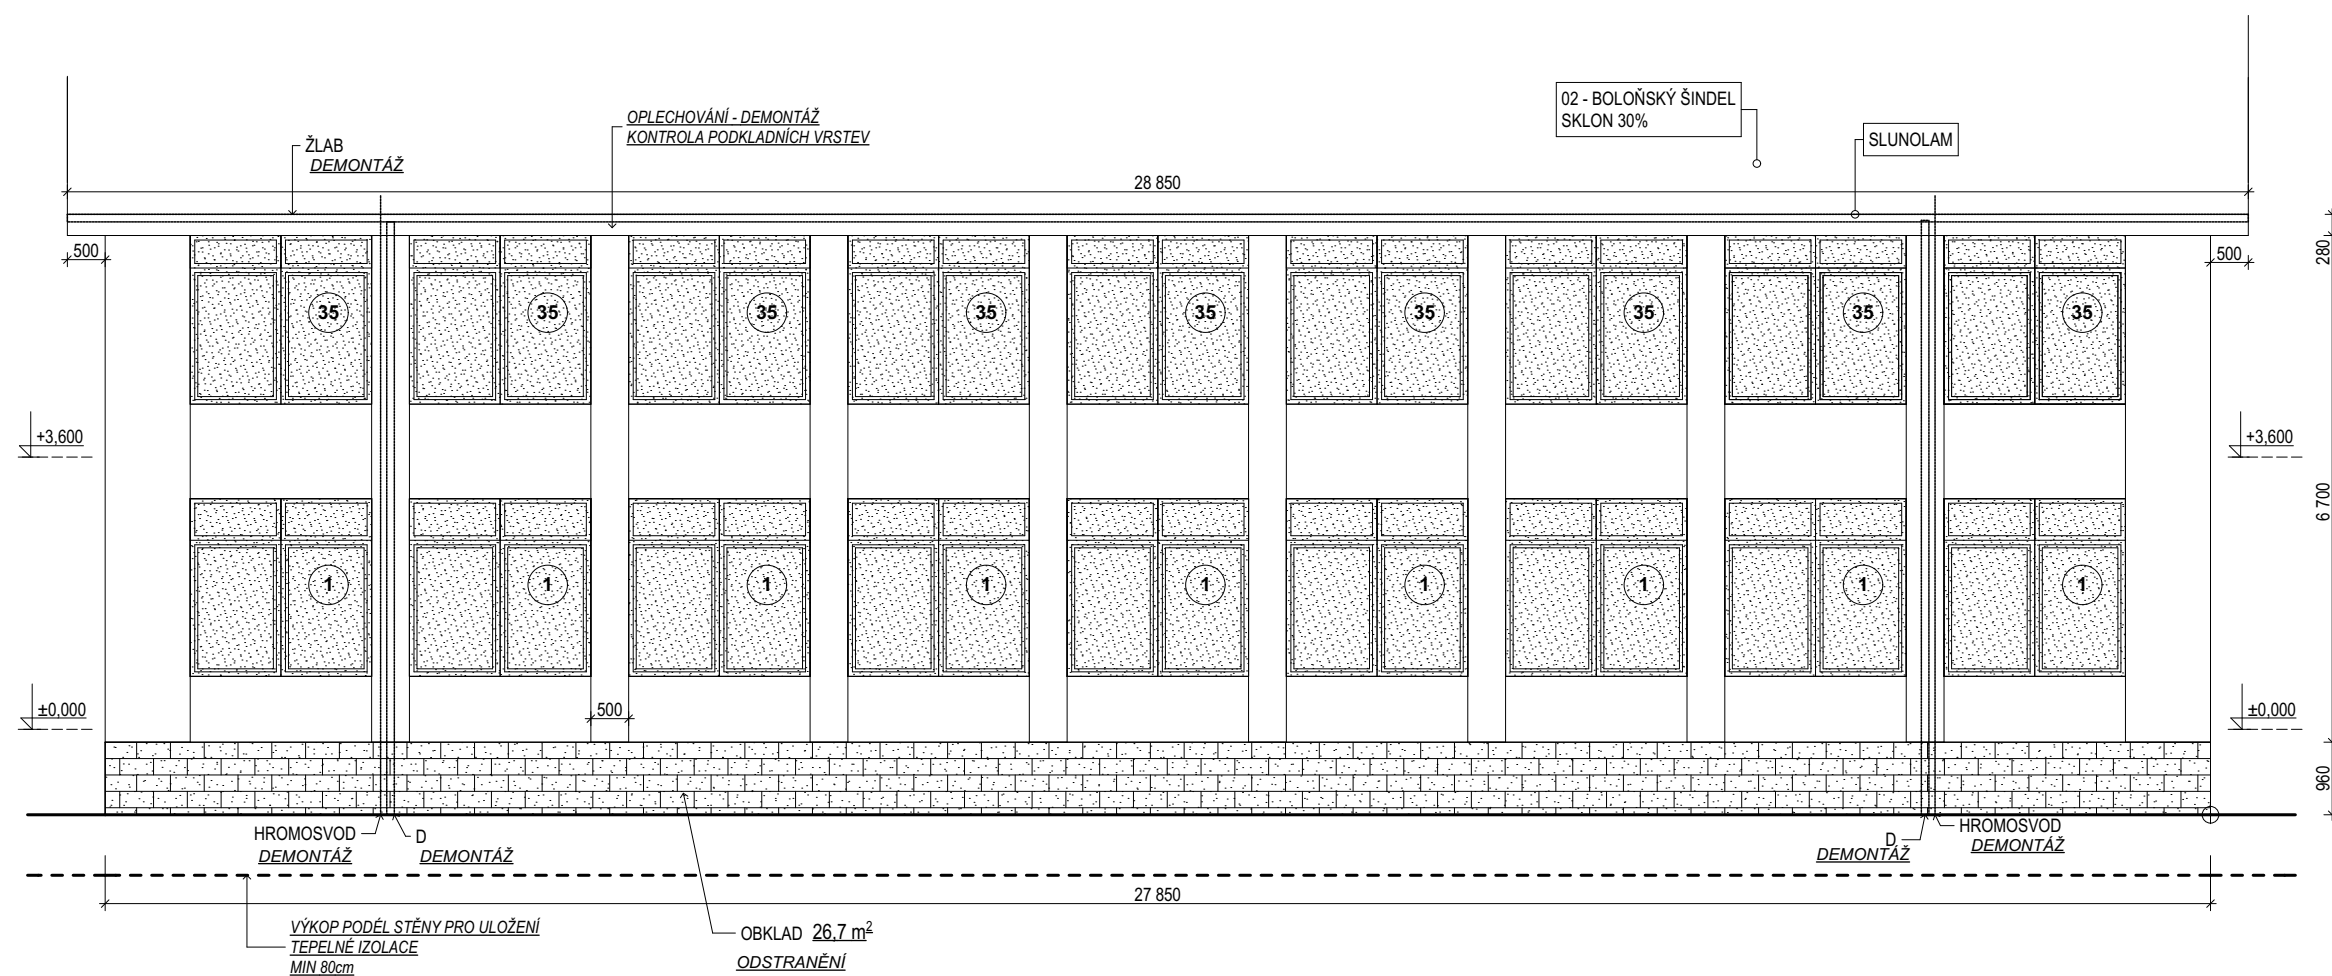 02 - BOLOŇSKÝ ŠINDEL
SKLON 30%
OPLECHOVÁNÍ - DEMONTÁŽ
KONTROLA PODKLADNÍCH VRSTEV
SLUNOLAM
ŽLAB
DEMONTÁŽ
28 850
500
500
280
35
35
35
35
35
35
35
35
35
+3,600
+3,600
6 700
1
1
1
1
1
1
1
1
1
±0,000
500
±0,000
960
HROMOSVOD
DEMONTÁŽ
D
DEMONTÁŽ
D
DEMONTÁŽ
HROMOSVOD
DEMONTÁŽ
27 850
VÝKOP PODÉL STĚNY PRO ULOŽENÍ
TEPELNÉ IZOLACE
MIN 80cm
OBKLAD 26,7 m²
ODSTRANĚNÍ